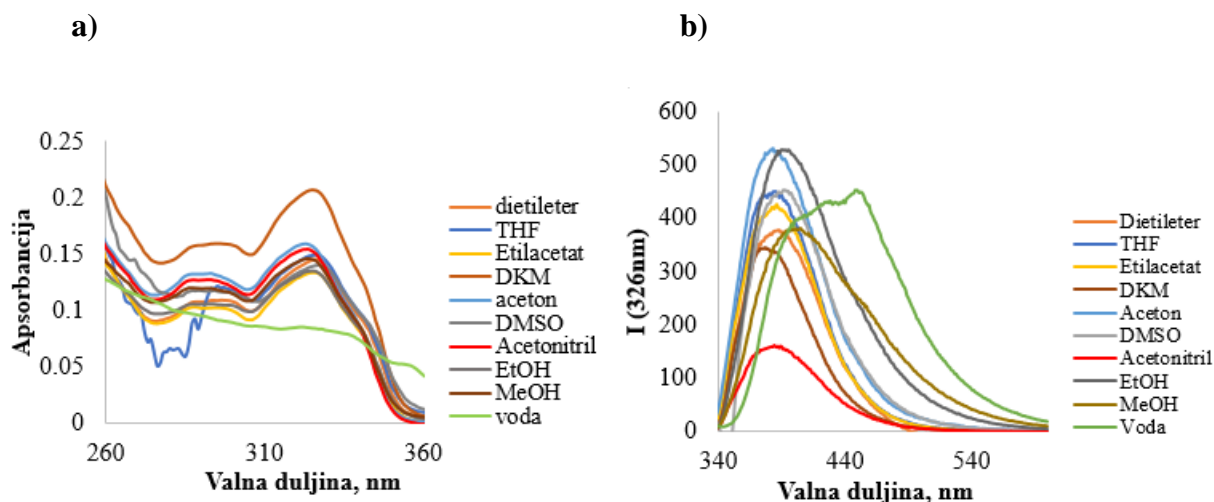 a)
Apsorbancija
0.25
0.2
0.15
0.1
0.05
0
260
310
360
Valna duljina, nm
dietileter
THF
Etilacetat
DKM
aceton
DMSO
Acetonitril
EtOH
MeOH
voda
b)
I (326nm)
600
500
400
300
200
100
0
340
440
540
Valna duljina, nm
Dietileter
THF
Etilacetat
DKM
Aceton
DMSO
Acetonitril
EtOH
MeOH
Voda